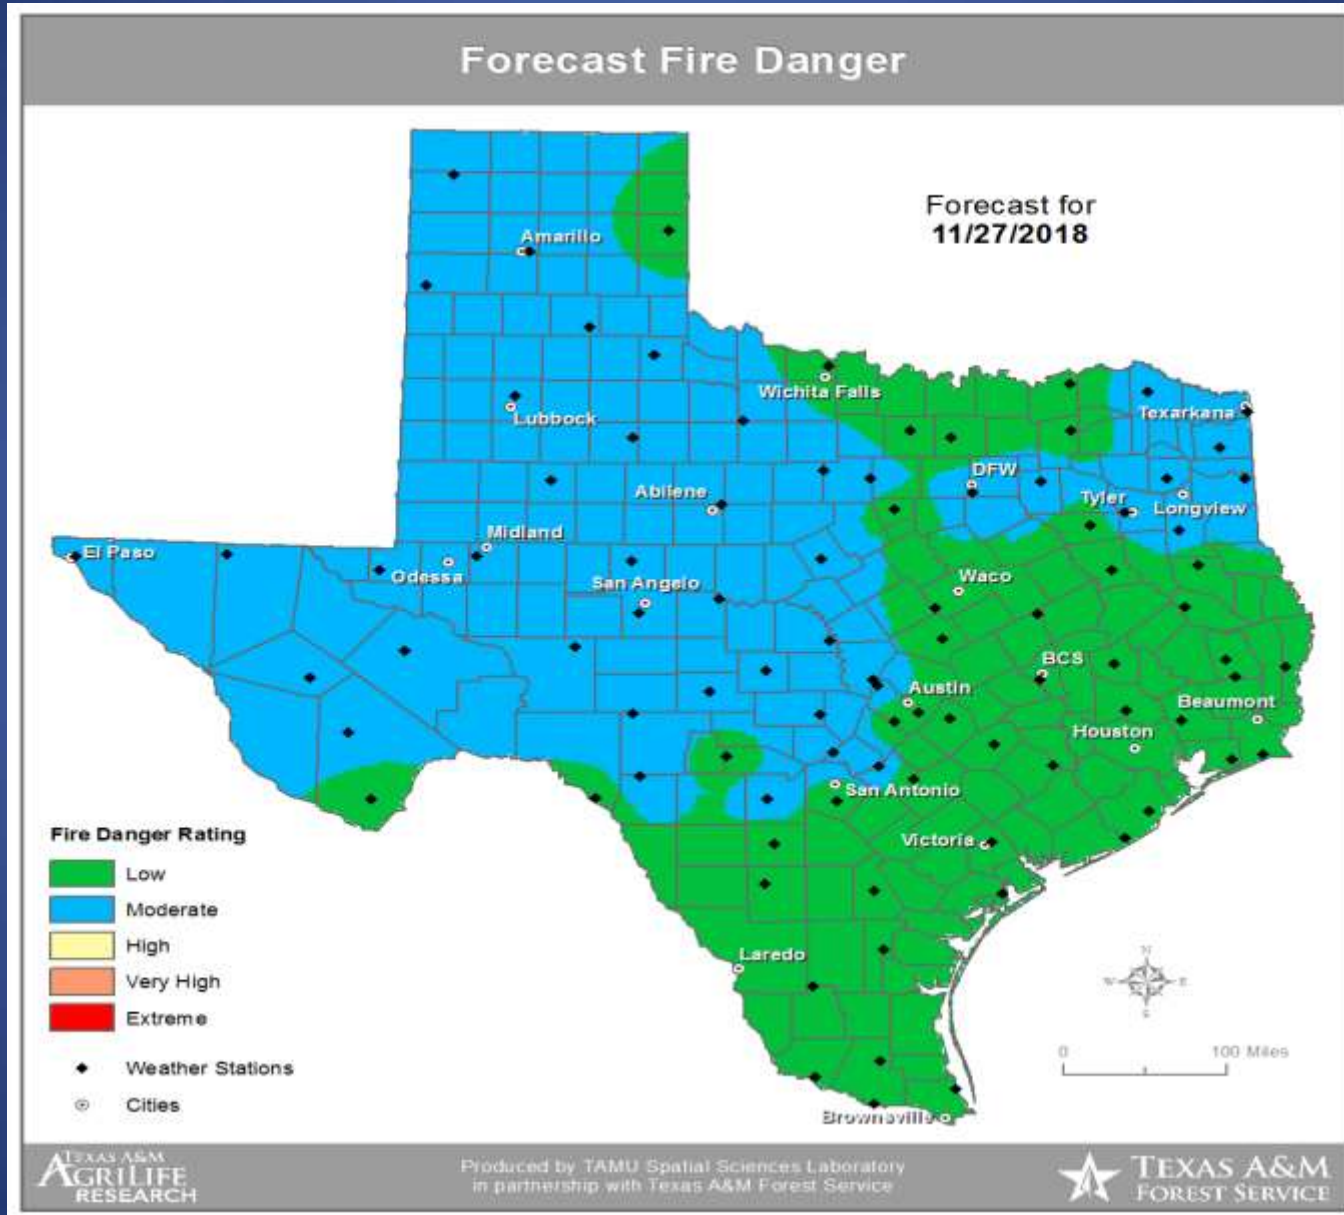 Forecast Fire Danger
Forecast for
11/27/2018
Amarillo
Wichita Falls
Texarkana
Lubbock
DFW
Abilene
Tyler
Longview
Midland
El Paso
Odessa
San Angelo
Waco
BCS
Austin
Beaumont
Houston
San Antonio
Victoria
Laredo
Brownsville
Fire Danger Rating
Low
Moderate
High
Very High
Extreme
Weather Stations
Cities
N
W
E
S
0 100 Miles
TEXAS A&M
AGRILIFE
RESEARCH
Produced by TAMU Spatial Sciences Laboratory
in partnership with Texas A&M Forest Service
TEXAS A&M
FOREST SERVICE